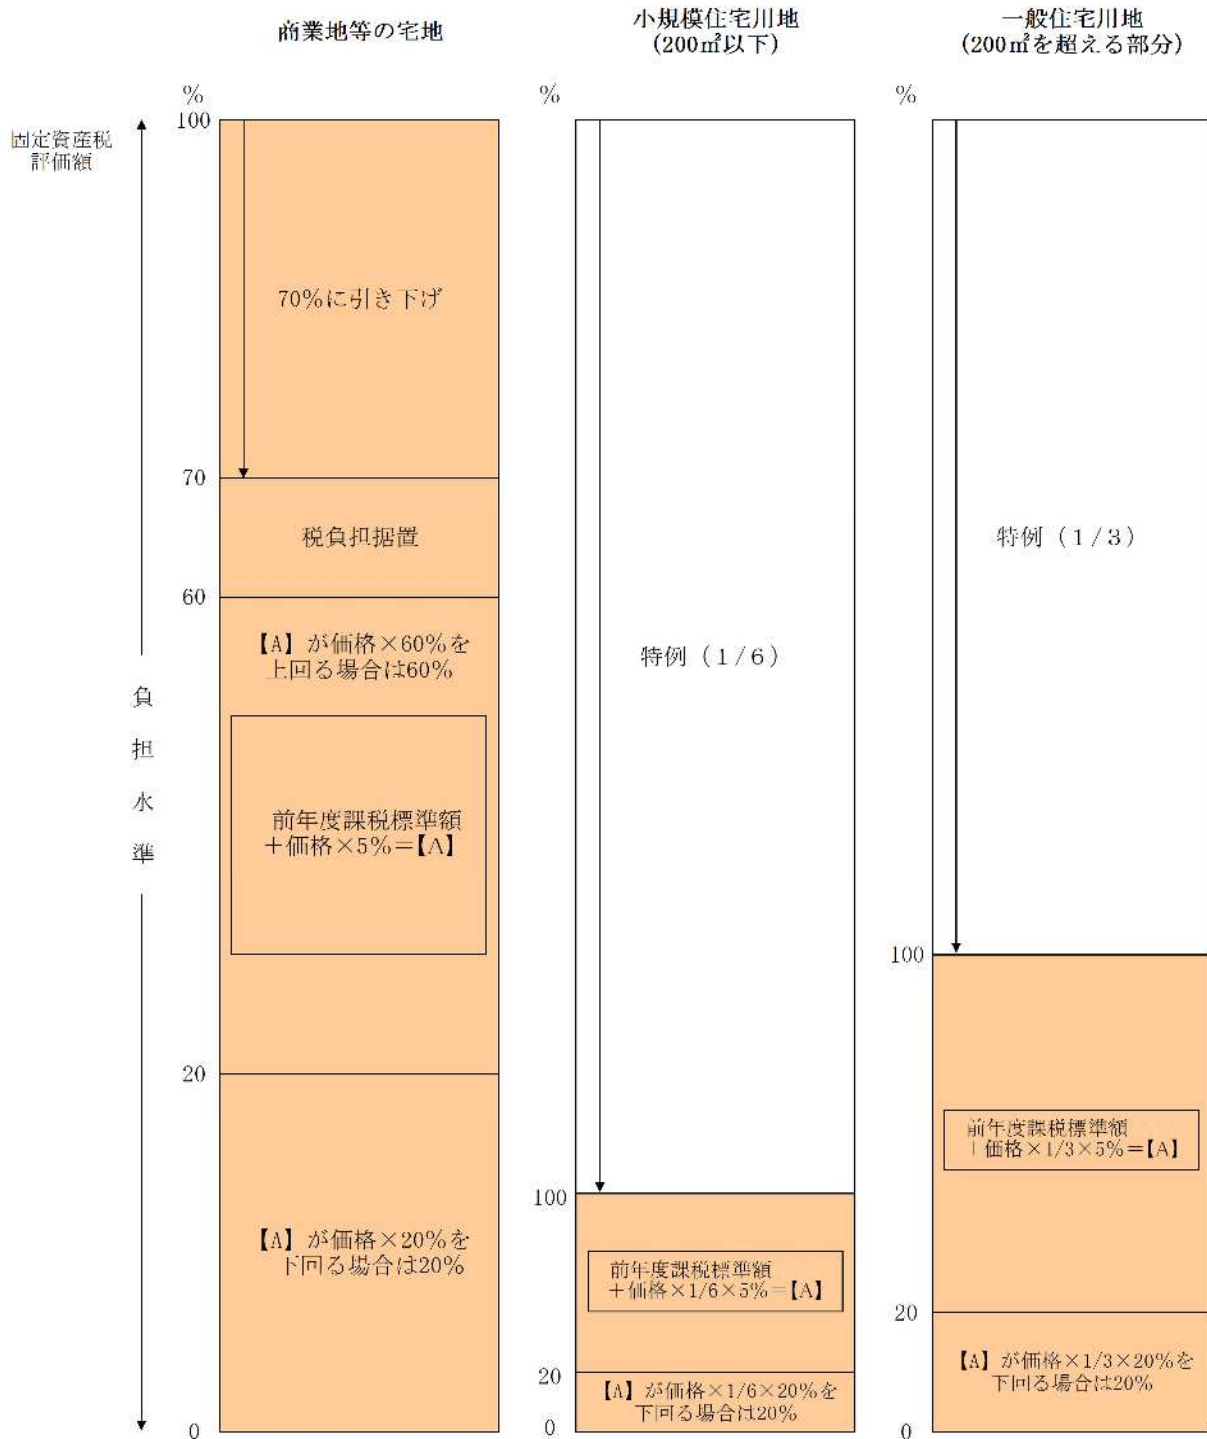 商業地等の宅地
小規模住宅川地
(200㎡以下)
一般住宅川地
(200㎡を超える部分)
%
%
%
固定資産税
評価額
負担水準
100
70%に引き下げ
70
税負担据置
60
【A】が価格×60%を
上回る場合は60%
前年度課税標準額
+価格×5%=【A】
20
【A】が価格×20%を
下回る場合は20%
0
特例(1/6)
100
前年度課税標準額
+価格×1/6×5%=【A】
20
【A】が価格×1/6×20%を
下回る場合は20%
0
特例(1/3)
100
前年度課税標準額
+価格×1/3×5%=【A】
20
【A】が価格×1/3×20%を
下回る場合は20%
0